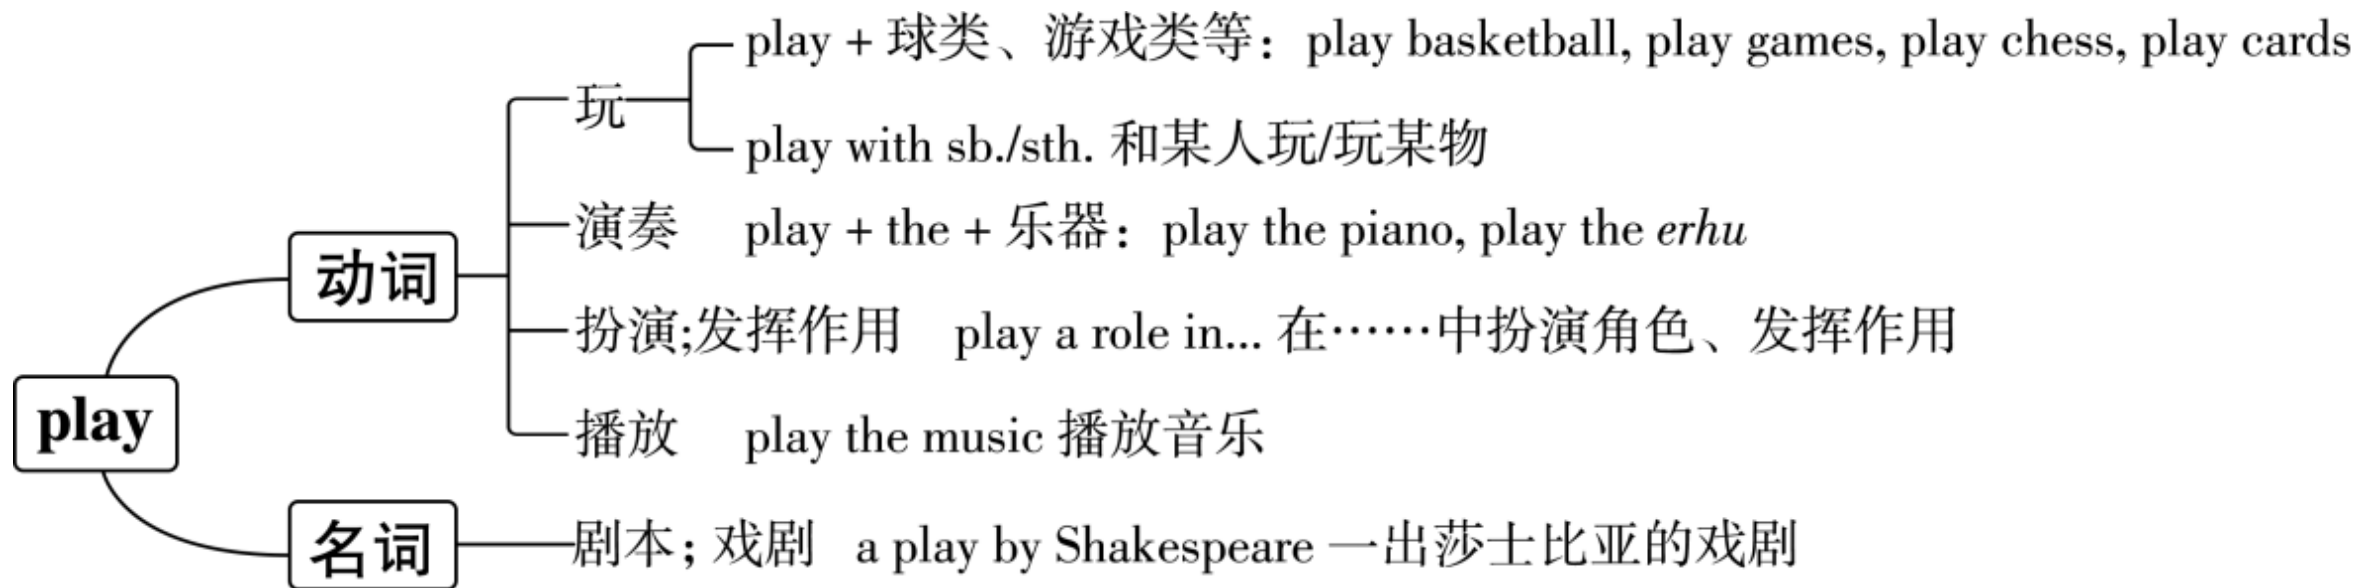 play + 球类、游戏类等：play basketball, play games, play chess, play cards
玩
play with sb./sth. 和某人玩/玩某物
演奏 play + the + 乐器：play the piano, play the erhu
动词
扮演;发挥作用 play a role in... 在……中扮演角色、发挥作用
play
播放 play the music 播放音乐
名词
剧本；戏剧 a play by Shakespeare 一出莎士比亚的戏剧